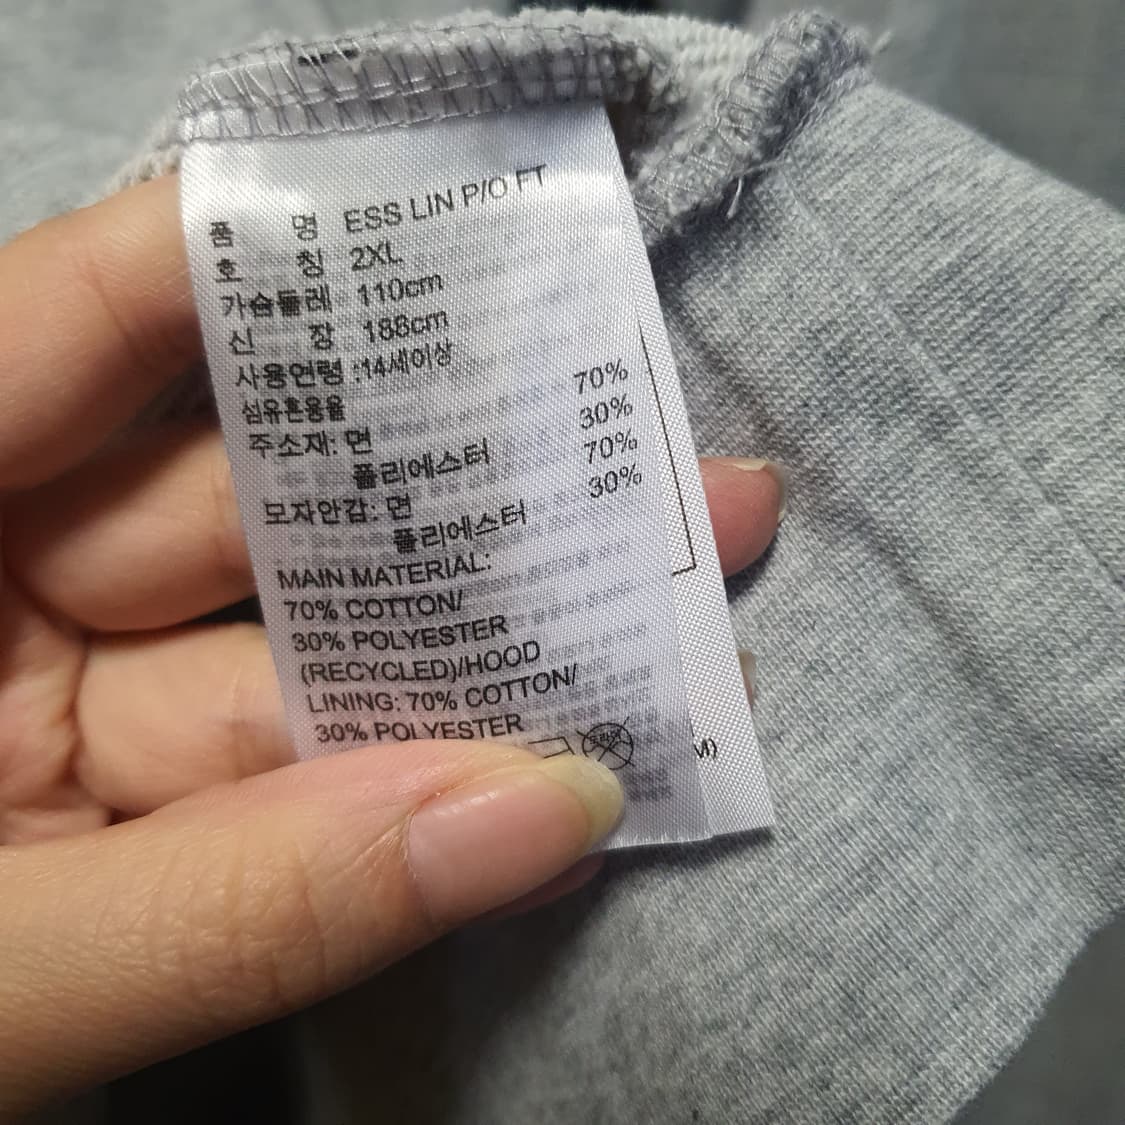 품 명 ESS LIN P/O FT
호 칭 2XL
가슴둘레 110cm
신 장 188cm
사용연령 :14세이상
섬유혼용율
주소재: 면 70%
폴리에스터 30%
모자안감: 면 70%
폴리에스터 30%
MAIN MATERIAL:
70% COTTON/
30% POLYESTER
(RECYCLED)/HOOD
LINING: 70% COTTON/
30% POLYESTER
드라이
M)